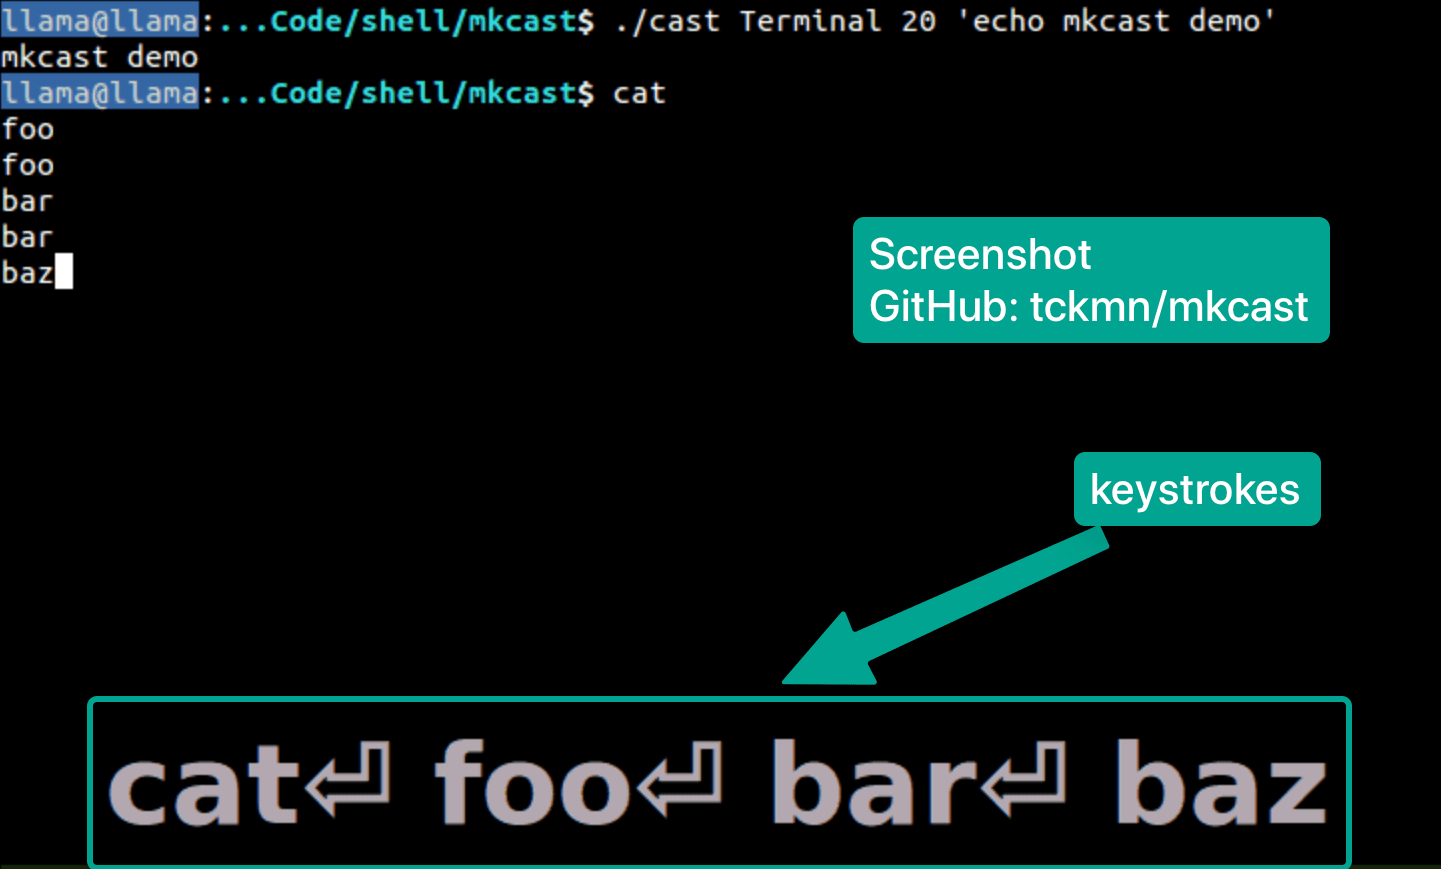 llama@llama:...Code/shell/mkcast$ ./cast Terminal 20 'echo mkcast demo'
mkcast demo
llama@llama:...Code/shell/mkcast$ cat
foo
foo
bar
bar
baz
Screenshot
GitHub: tckmn/mkcast
keystrokes
cat⏎ foo⏎ bar⏎ baz